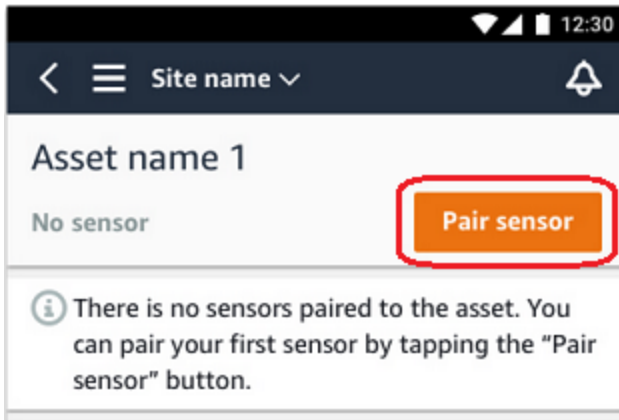 12:30
Site name
Asset name 1
No sensor
Pair sensor
There is no sensors paired to the asset. You
can pair your first sensor by tapping the “Pair
sensor” button.